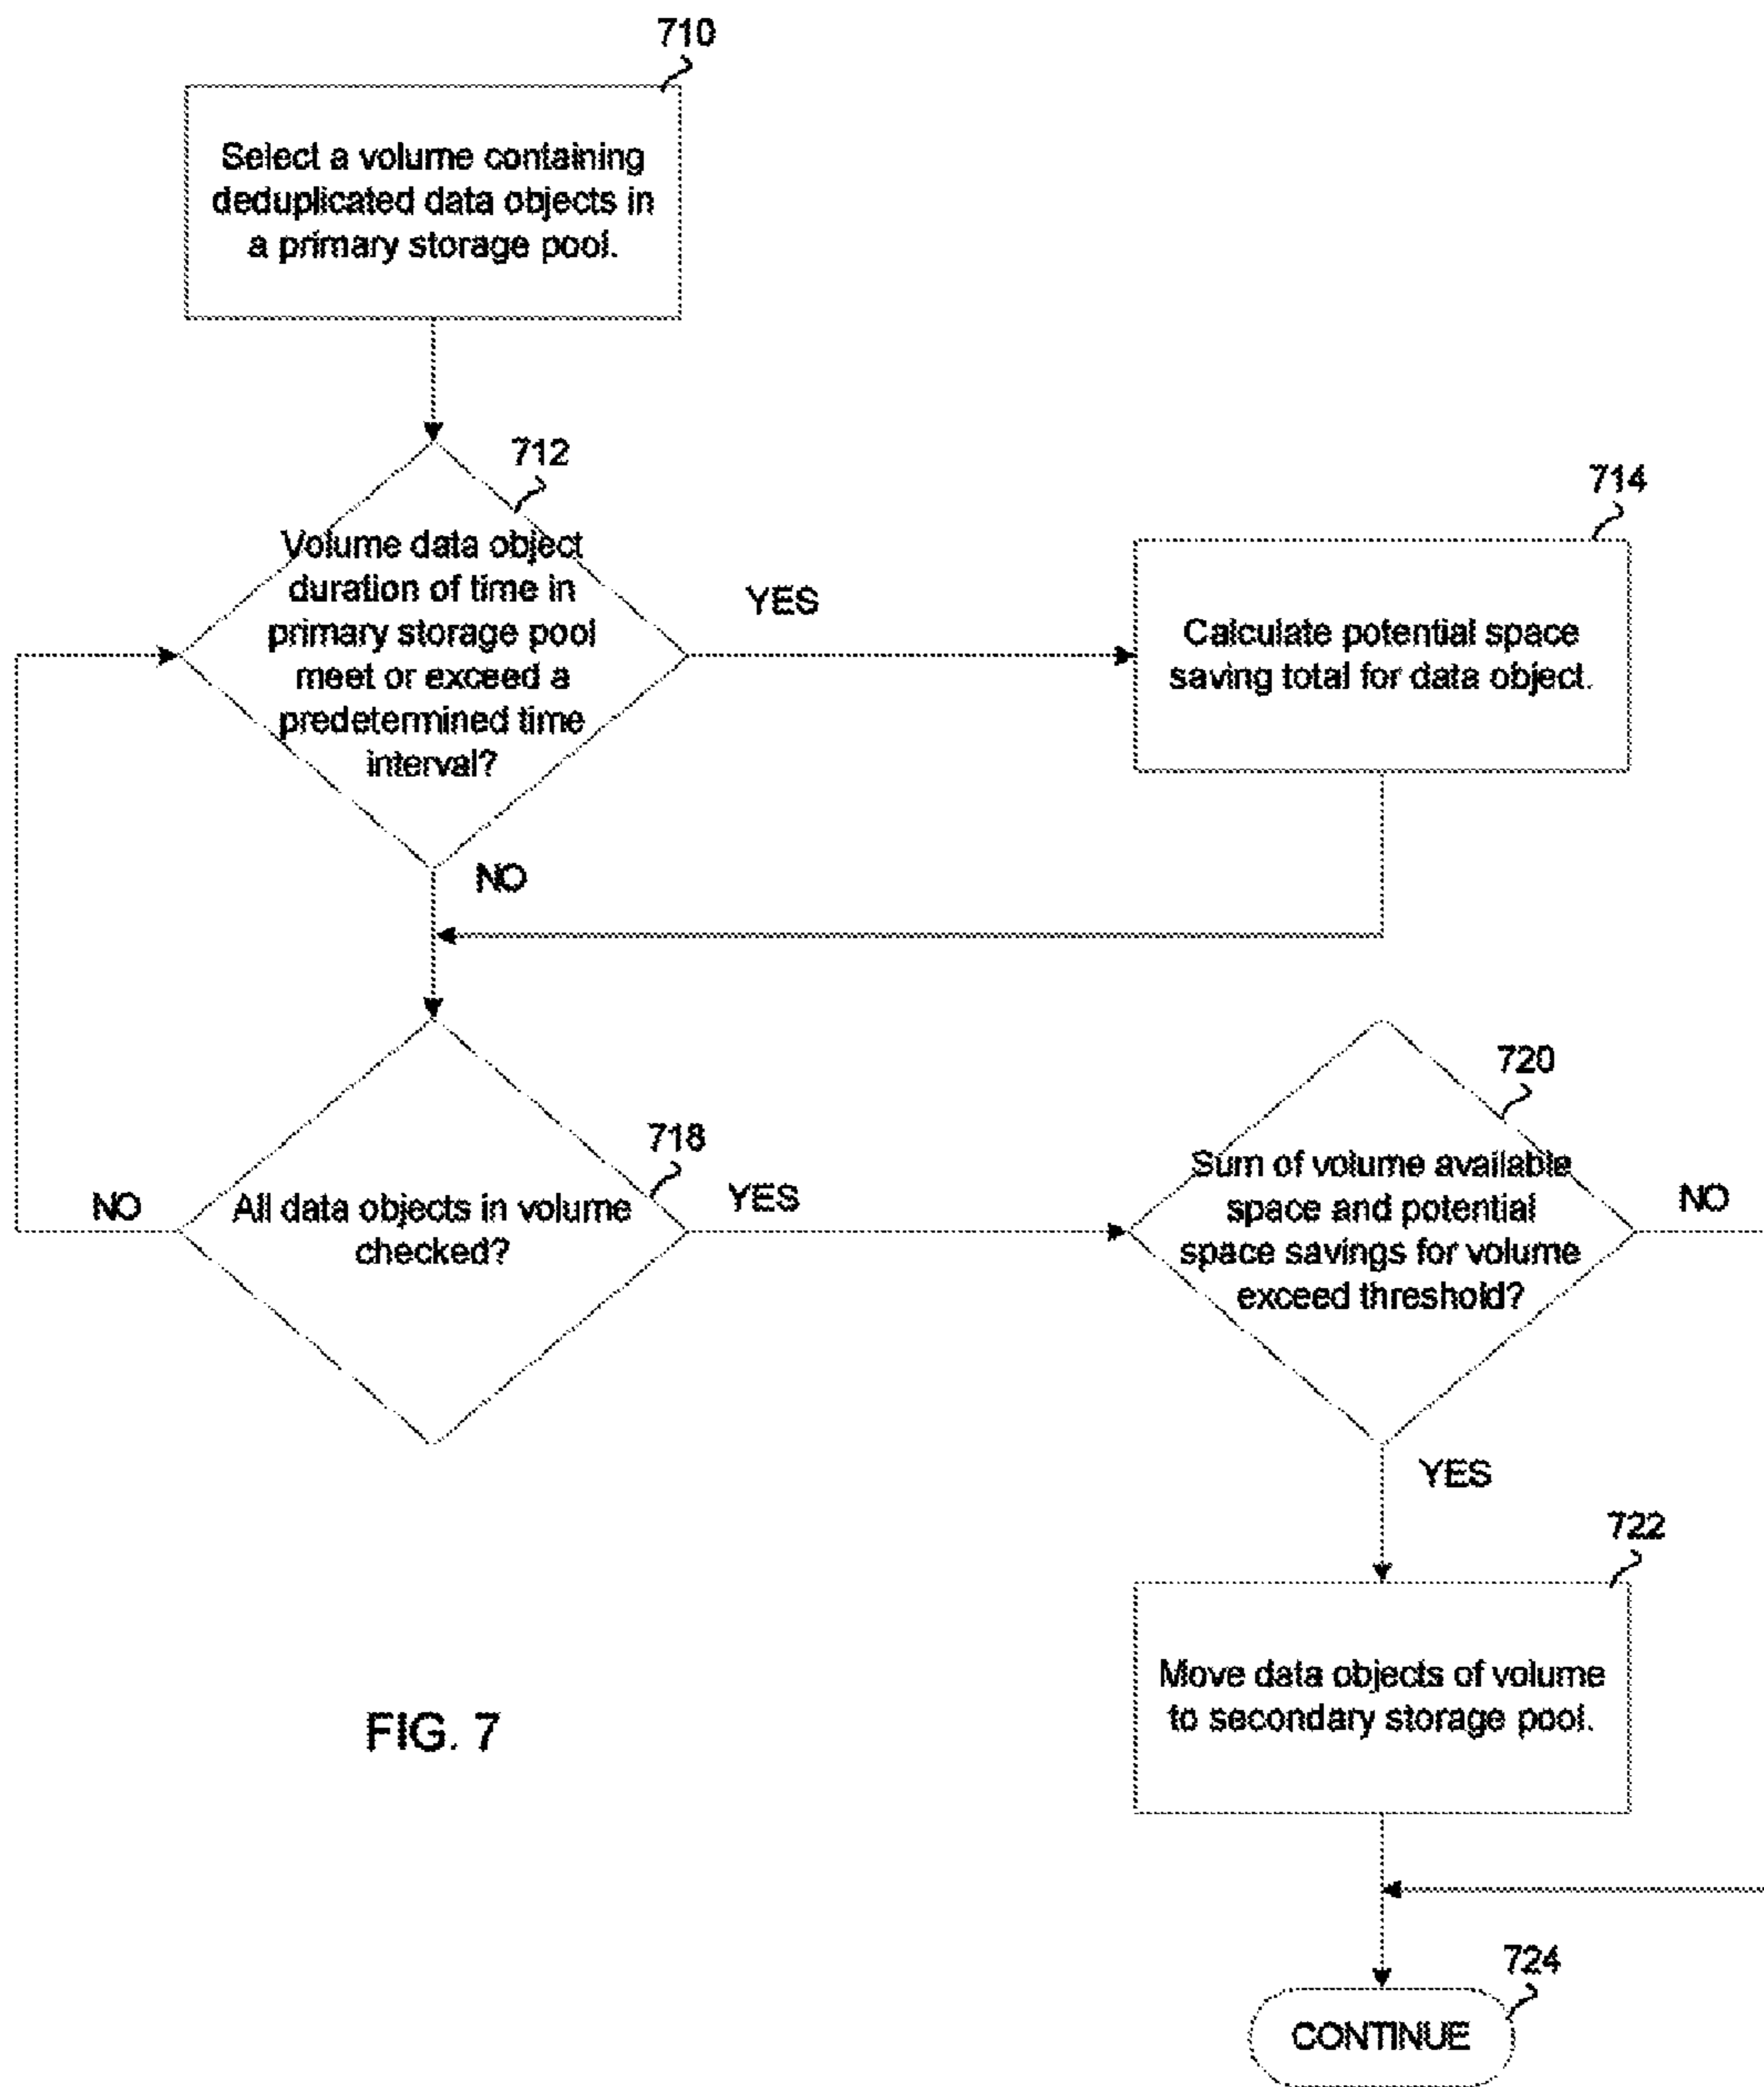 710
Select a volume containing
deduplicated data objects in
a primary storage pool.
712
Volume data object
duration of time in
primary storage pool
meet or exceed a
predetermined time
interval?
YES
714
Calculate potential space
saving total for data object.
NO
718
All data objects in volume
checked?
NO
YES
720
Sum of volume available
space and potential
space savings for volume
exceed threshold?
NO
YES
722
Move data objects of volume
to secondary storage pool.
FIG. 7
724
CONTINUE